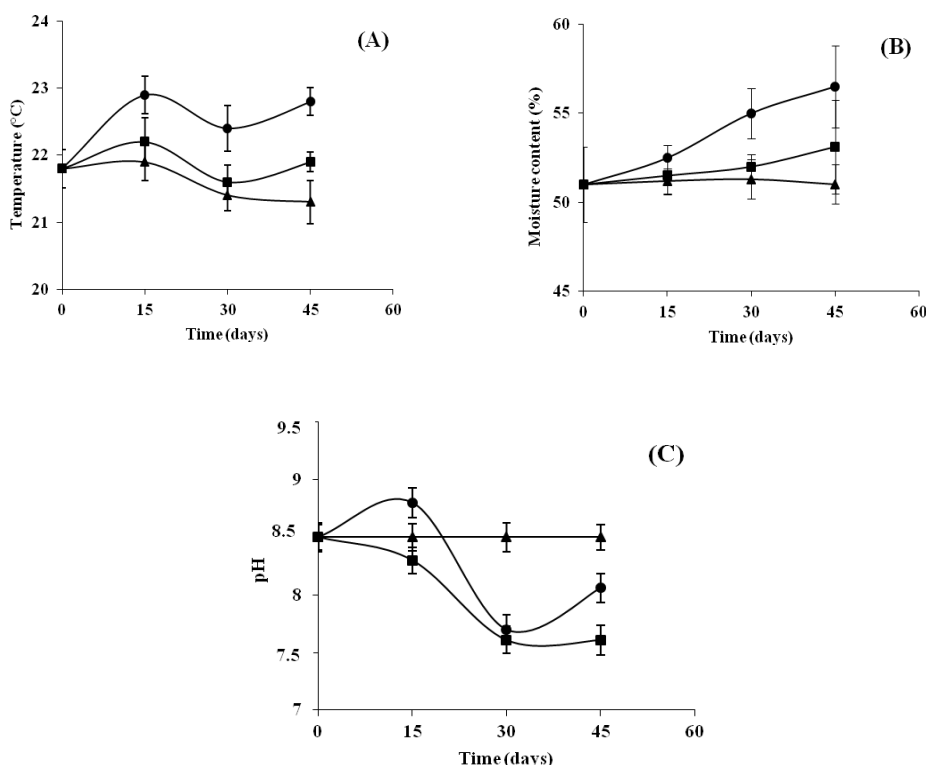 (A)
Temperature (°C)
24
23
22
21
20
0 15 30 45 60
Time (days)
(B)
Moisture content (%)
60
55
50
45
0 15 30 45 60
Time (days)
(C)
pH
9.5
9
8.5
8
7.5
7
0 15 30 45 60
Time (days)